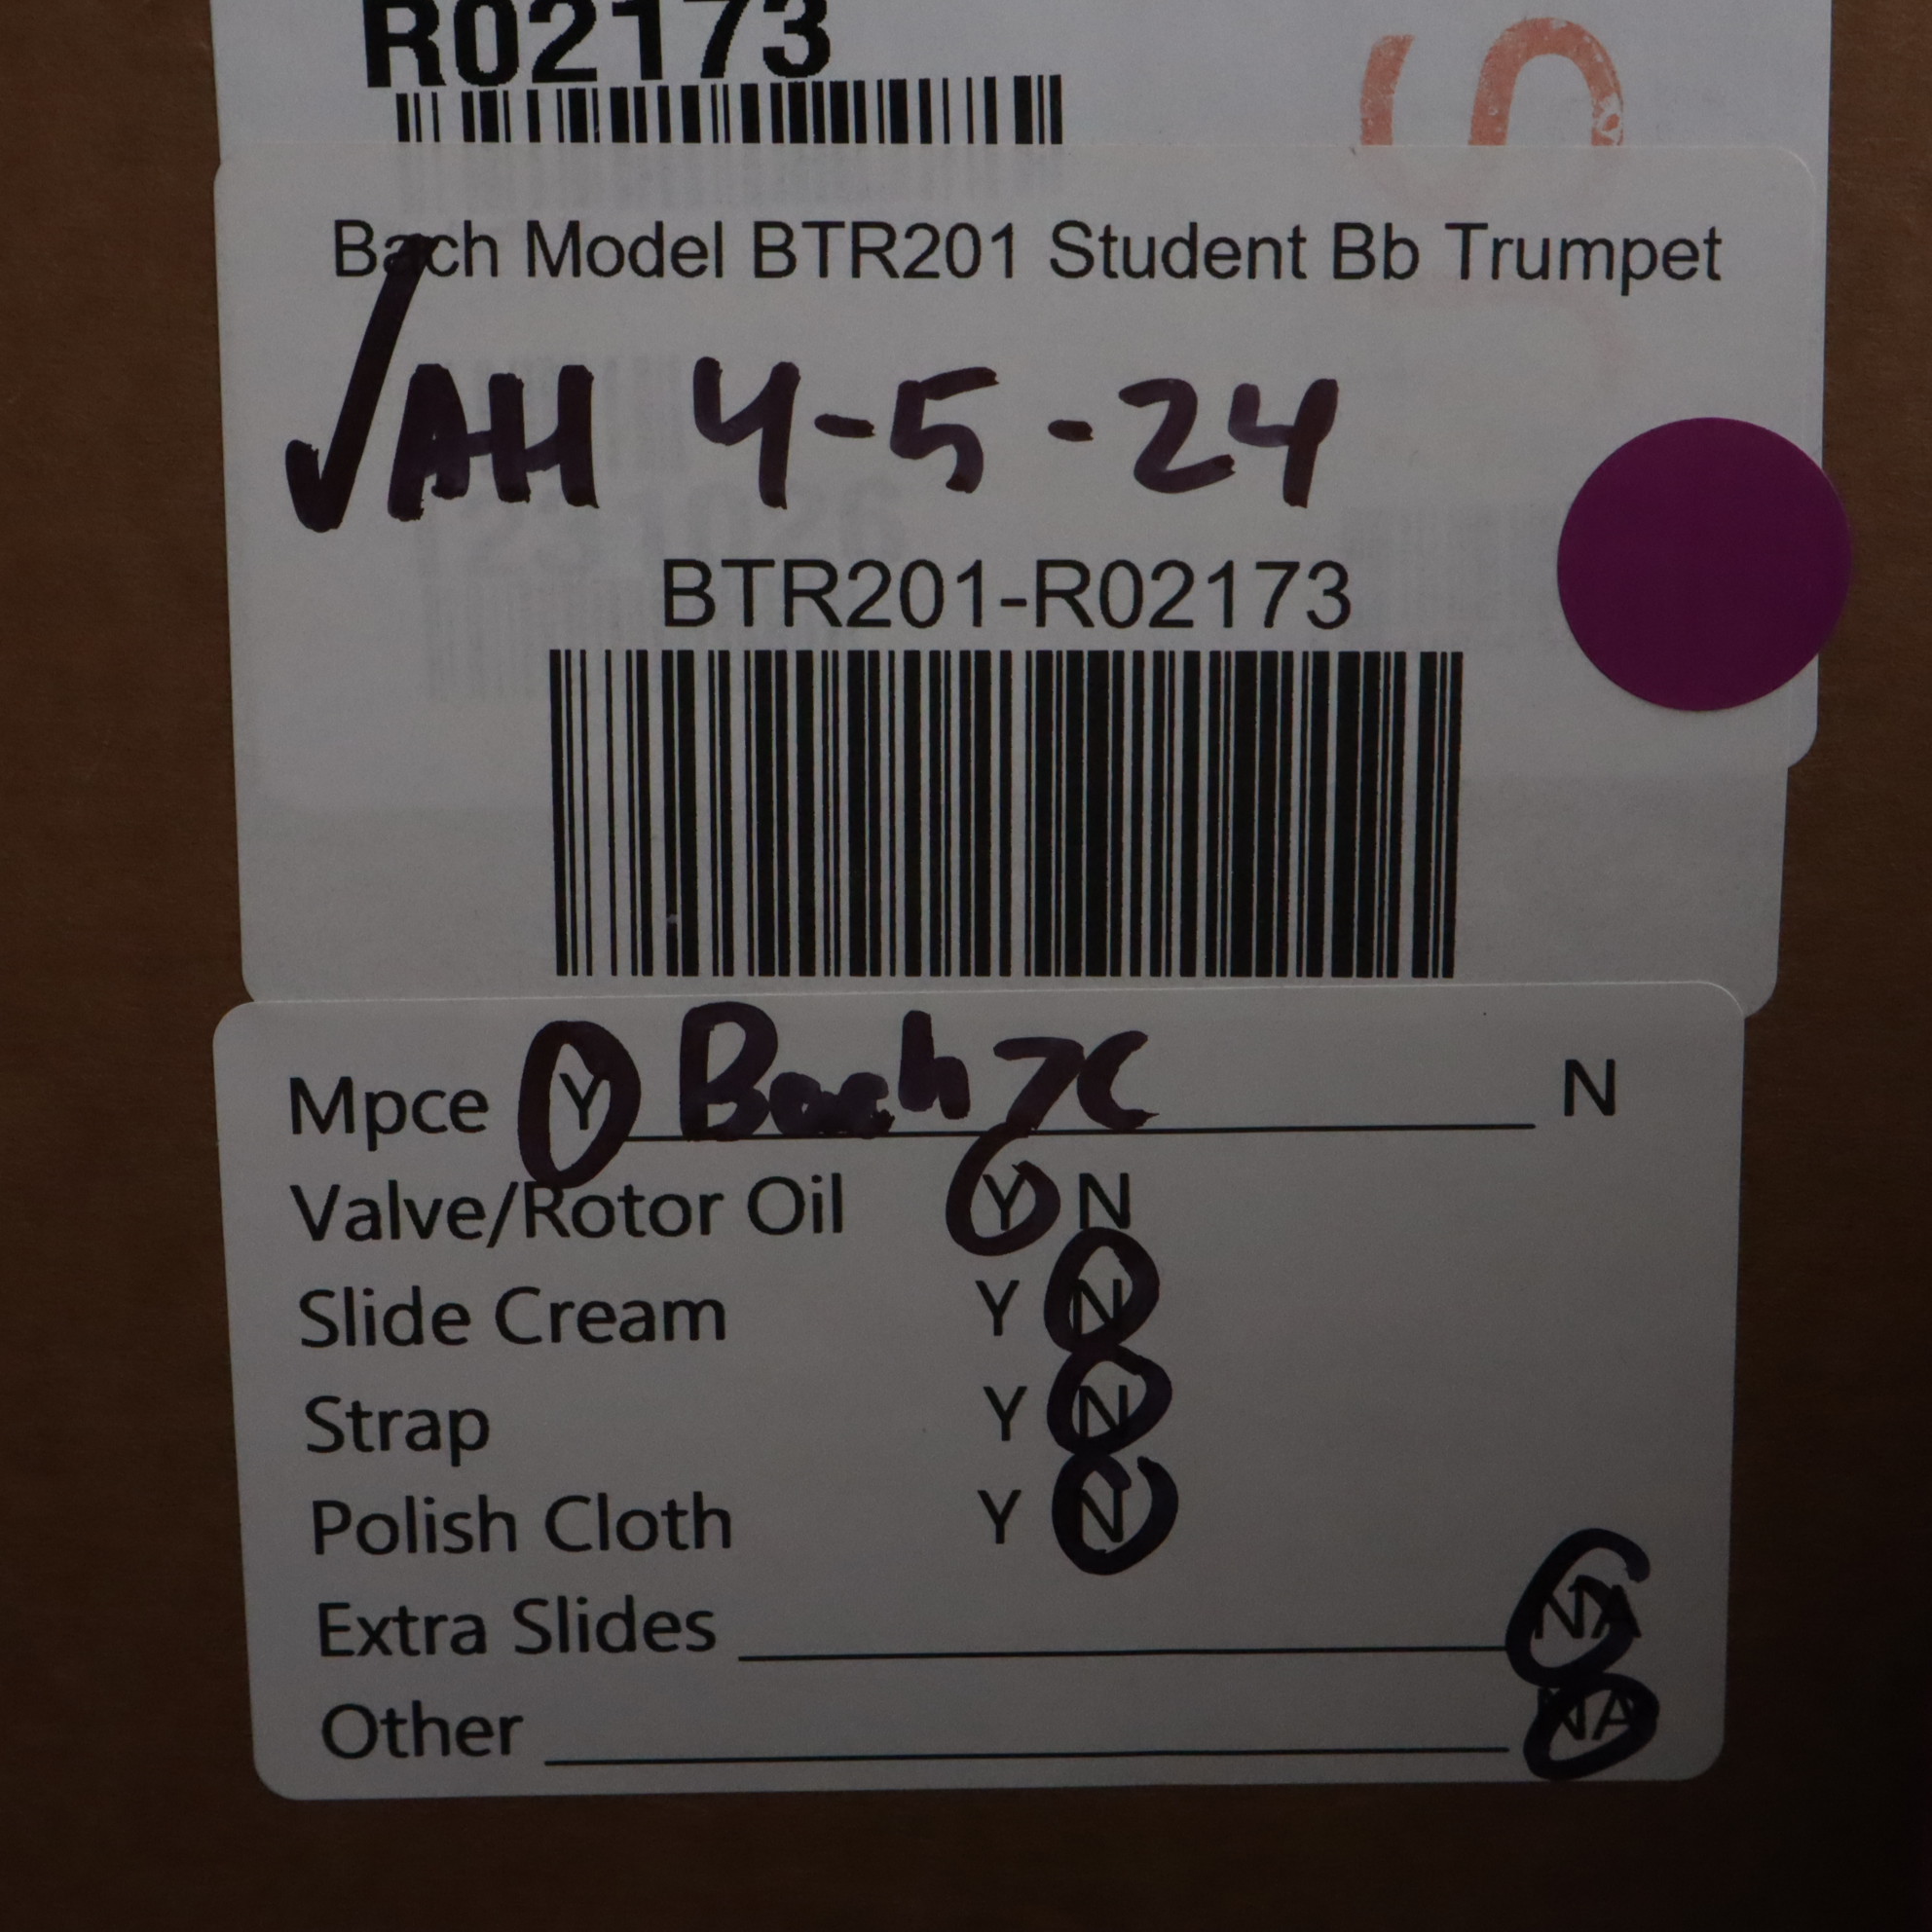 R02173
Bach Model BTR201 Student Bb Trumpet
✓AH 4-5-24
BTR201-R02173
Mpce Y Bach 7C N
Valve/Rotor Oil Y N
Slide Cream Y N
Strap Y N
Polish Cloth Y N
Extra Slides NA
Other NA